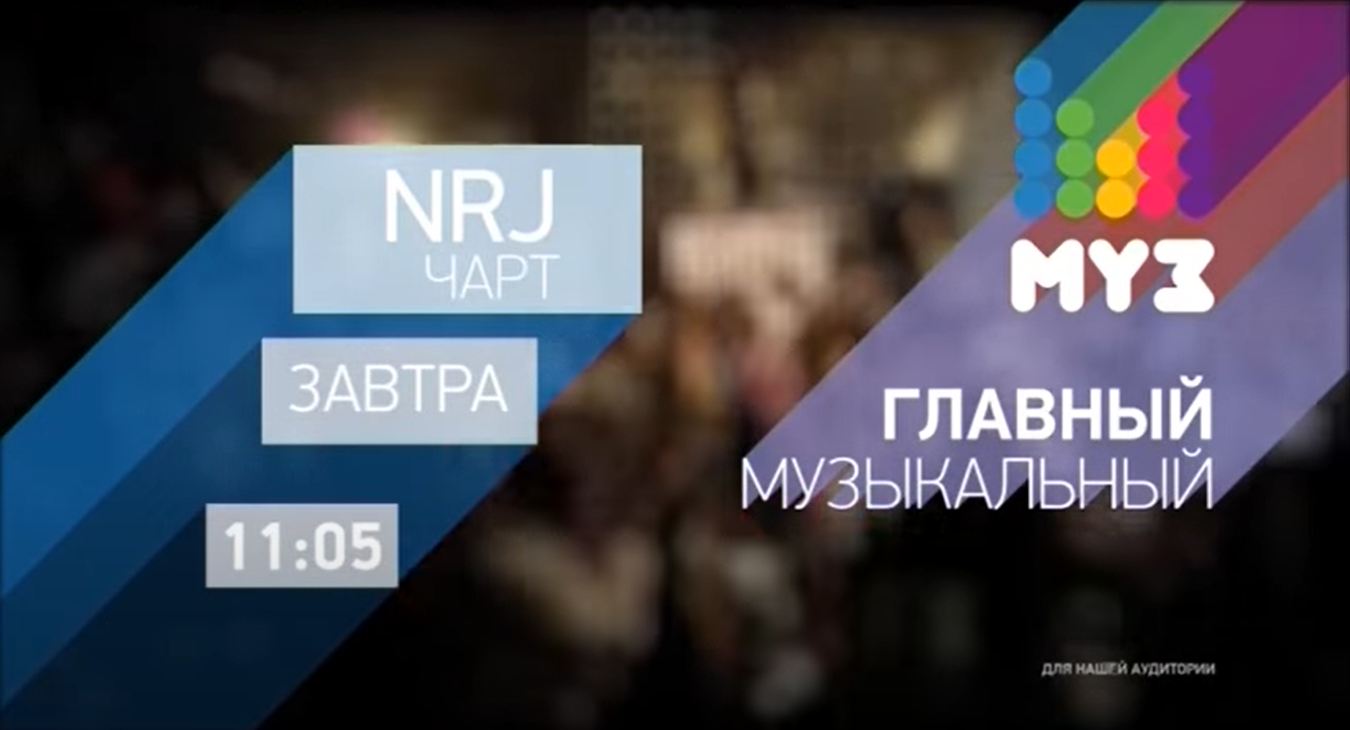 NRJ
ЧАРТ
ЗАВТРА
11:05
МУЗ
ГЛАВНЫЙ
МУЗЫКАЛЬНЫЙ
ДЛЯ НАШЕЙ АУДИТОРИИ